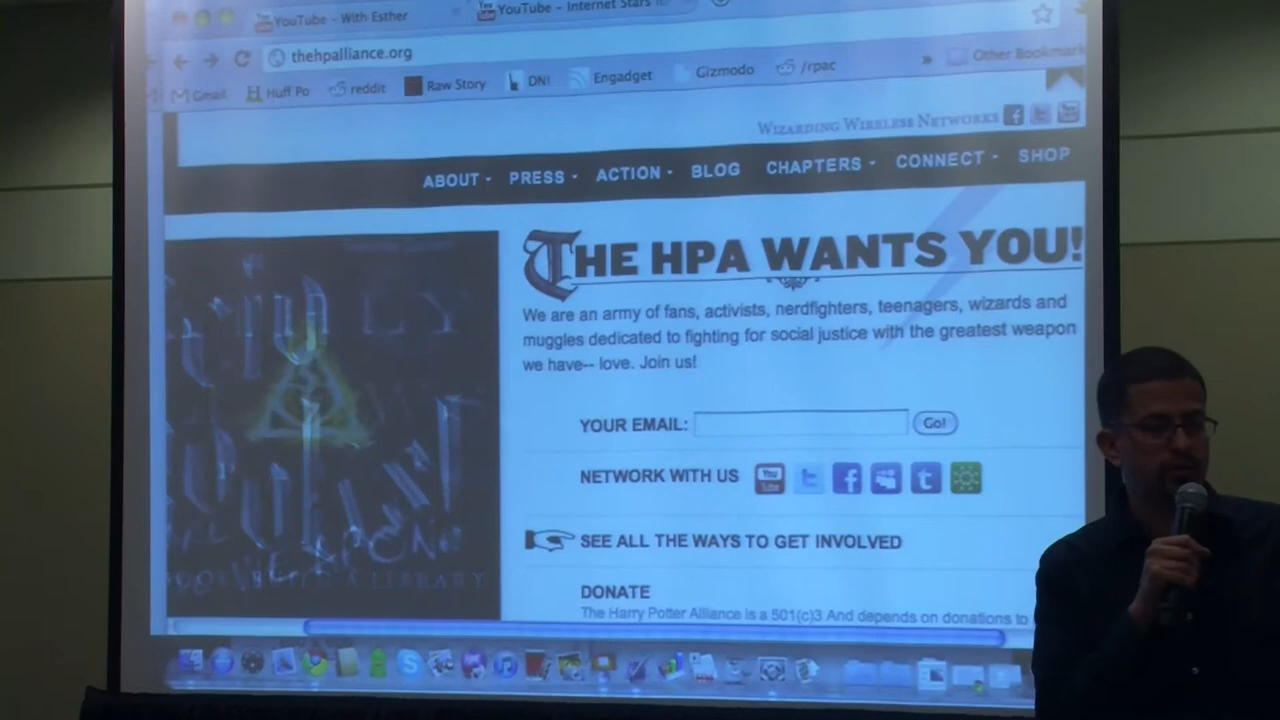 YouTube - With Esther
YouTube - Internet Stars
thehpalliance.org
Gmail
Huff Po
reddit
Raw Story
DN!
Engadget
Gizmodo
/rpac
»
Other Bookmark
WIZARDING WIRELESS NETWORKS
ABOUT
PRESS
ACTION
BLOG
CHAPTERS
CONNECT
SHOP
THE HPA WANTS YOU!
We are an army of fans, activists, nerdfighters, teenagers, wizards and
muggles dedicated to fighting for social justice with the greatest weapon
we have-- love. Join us!
YOUR EMAIL:
Go!
NETWORK WITH US
SEE ALL THE WAYS TO GET INVOLVED
DONATE
The Harry Potter Alliance is a 501(c)3 And depends on donations to
A LIBRARY